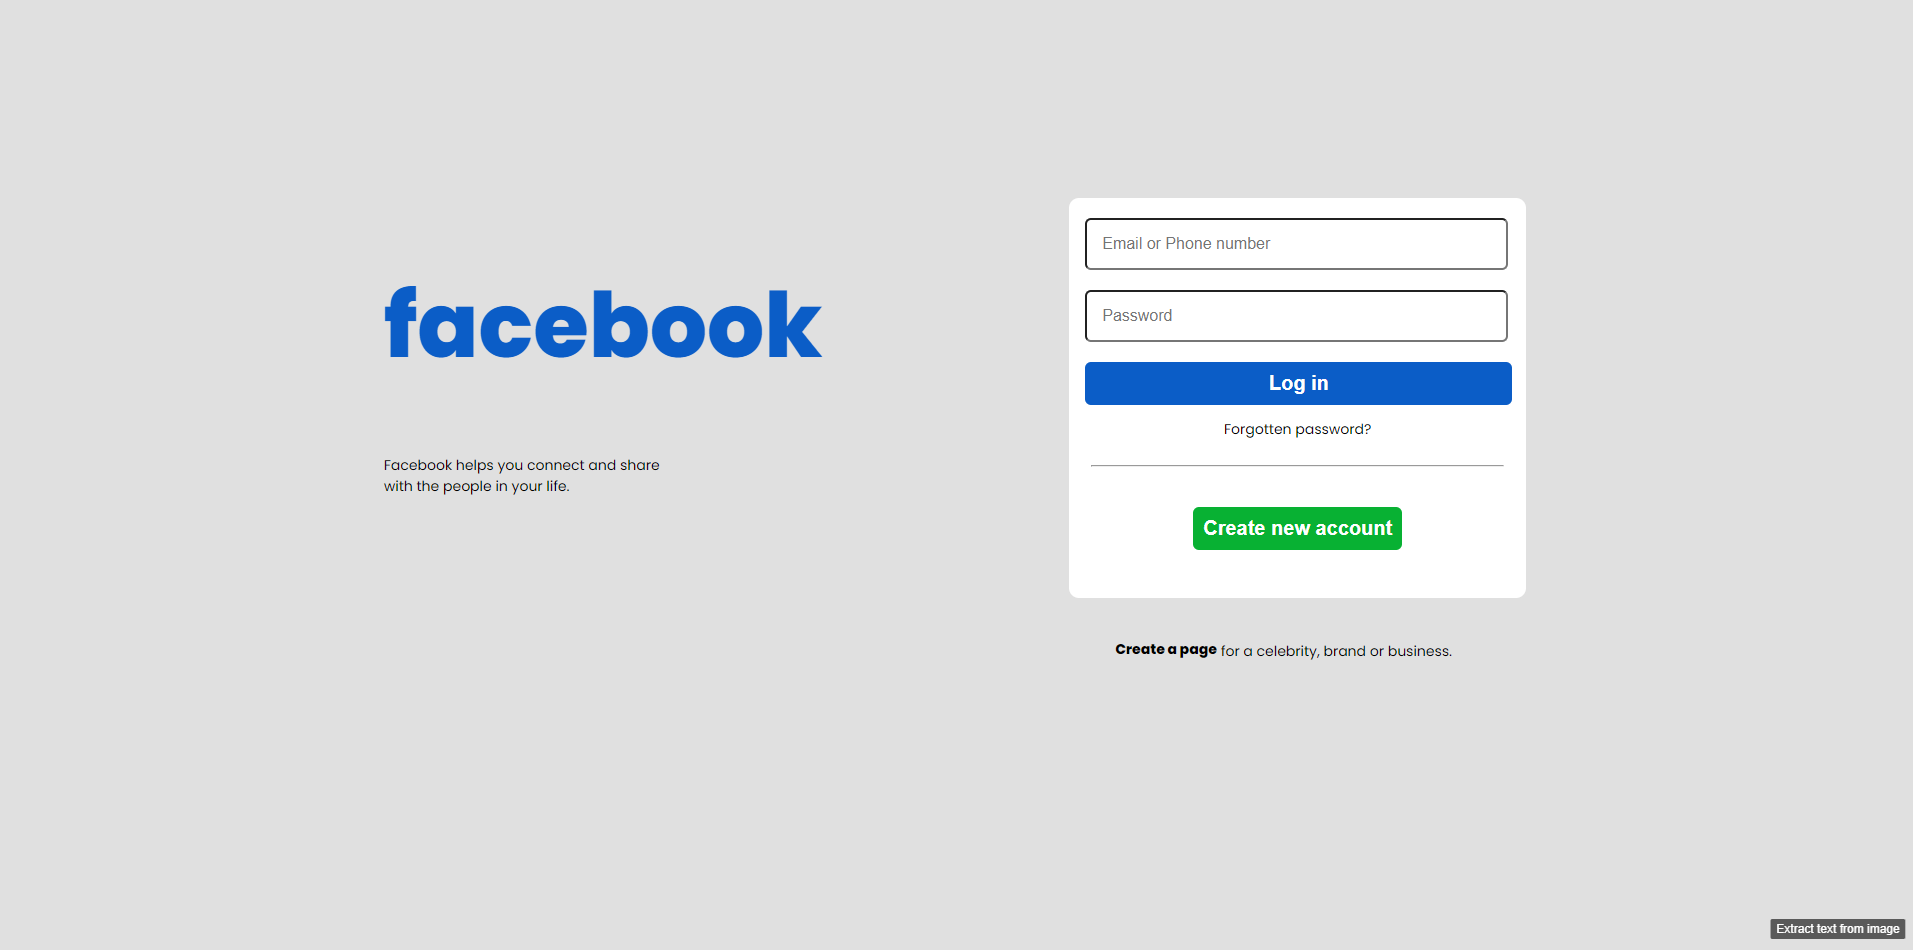 facebook
Facebook helps you connect and share
with the people in your life.
Email or Phone number
Password
Log in
Forgotten password?
Create new account
Create a page for a celebrity, brand or business.
Extract text from image